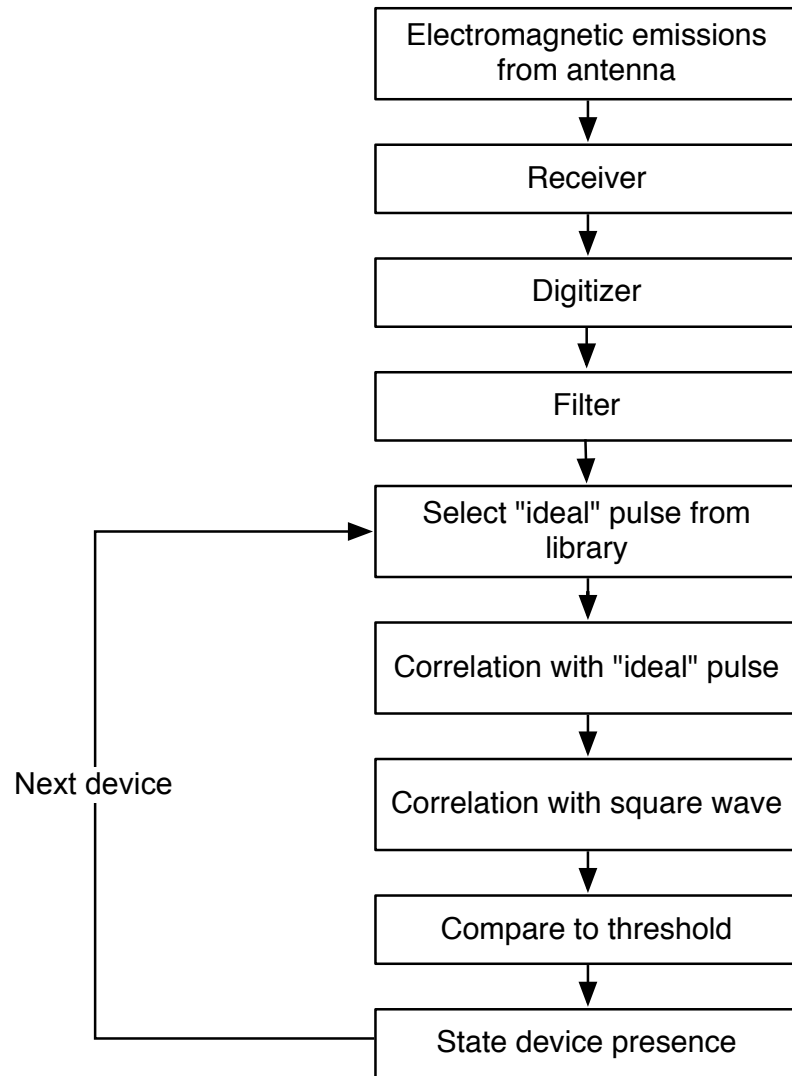 Electromagnetic emissions
from antenna
Receiver
Digitizer
Filter
Select "ideal" pulse from
library
Correlation with "ideal" pulse
Next device
Correlation with square wave
Compare to threshold
State device presence